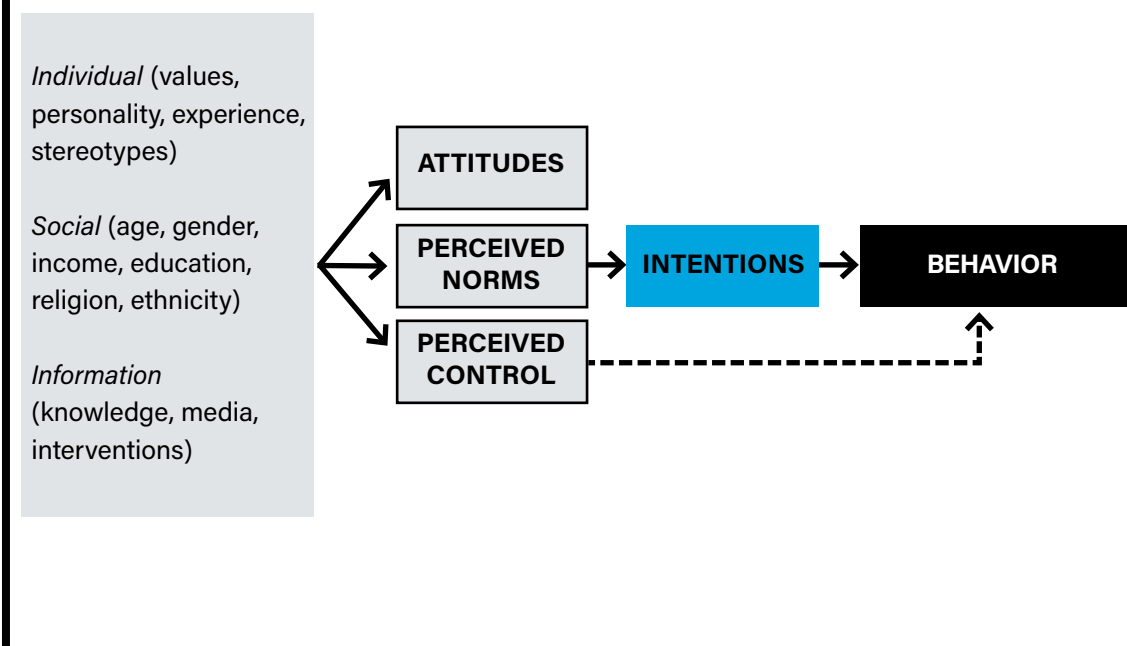 Individual (values,
personality, experience,
stereotypes)
Social (age, gender,
income, education,
religion, ethnicity)
Information
(knowledge, media,
interventions)
ATTITUDES
PERCEIVED
NORMS
PERCEIVED
CONTROL
INTENTIONS
BEHAVIOR